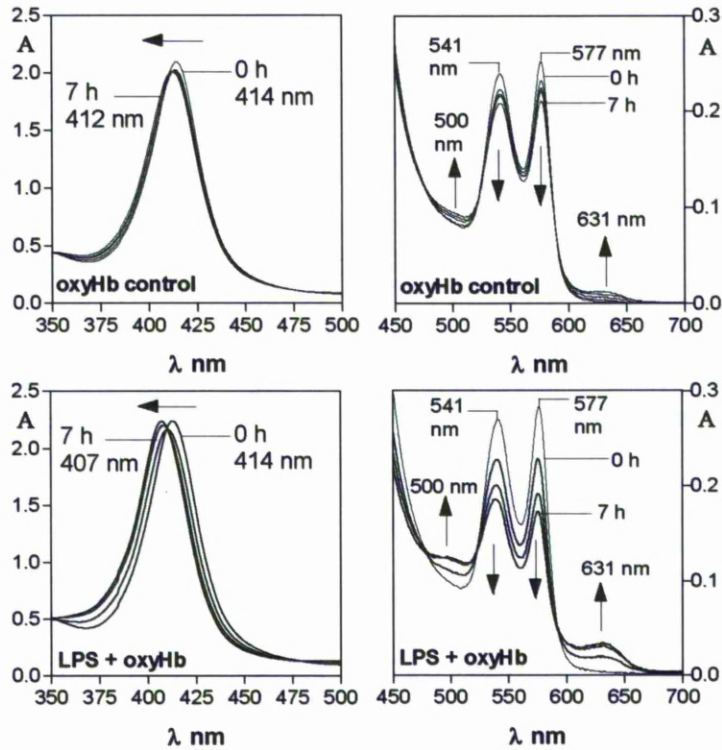 2.5
A
2.0
1.5
1.0
0.5
0.0
0 h
414 nm
7 h
412 nm
oxyHb control
350 375 400 425 450 475 500
λ nm
0.3
A
0.2
0.1
0.0
541
nm
577 nm
0 h
7 h
500
nm
631 nm
oxyHb control
450 500 550 600 650 700
λ nm
2.5
A
2.0
1.5
1.0
0.5
0.0
7 h
407 nm
0 h
414 nm
LPS + oxyHb
350 375 400 425 450 475 500
λ nm
0.3
A
0.2
0.1
0.0
541
nm
577
nm
0 h
500 nm
7 h
631 nm
LPS + oxyHb
450 500 550 600 650 700
λ nm